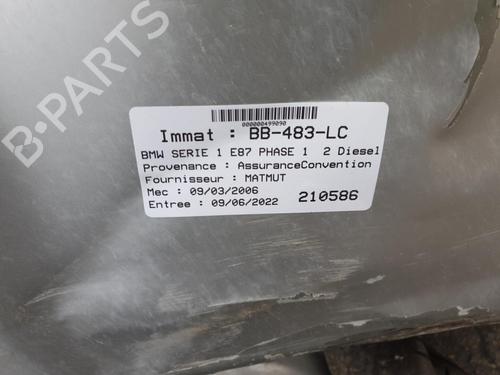 B-PARTS
000000499090
Immat : BB-483-LC
BMW SERIE 1 E87 PHASE 1 2 Diesel
Provenance : AssuranceConvention
Fournisseur : MATMUT
Mec : 09/03/2006
Entree : 09/06/2022 210586